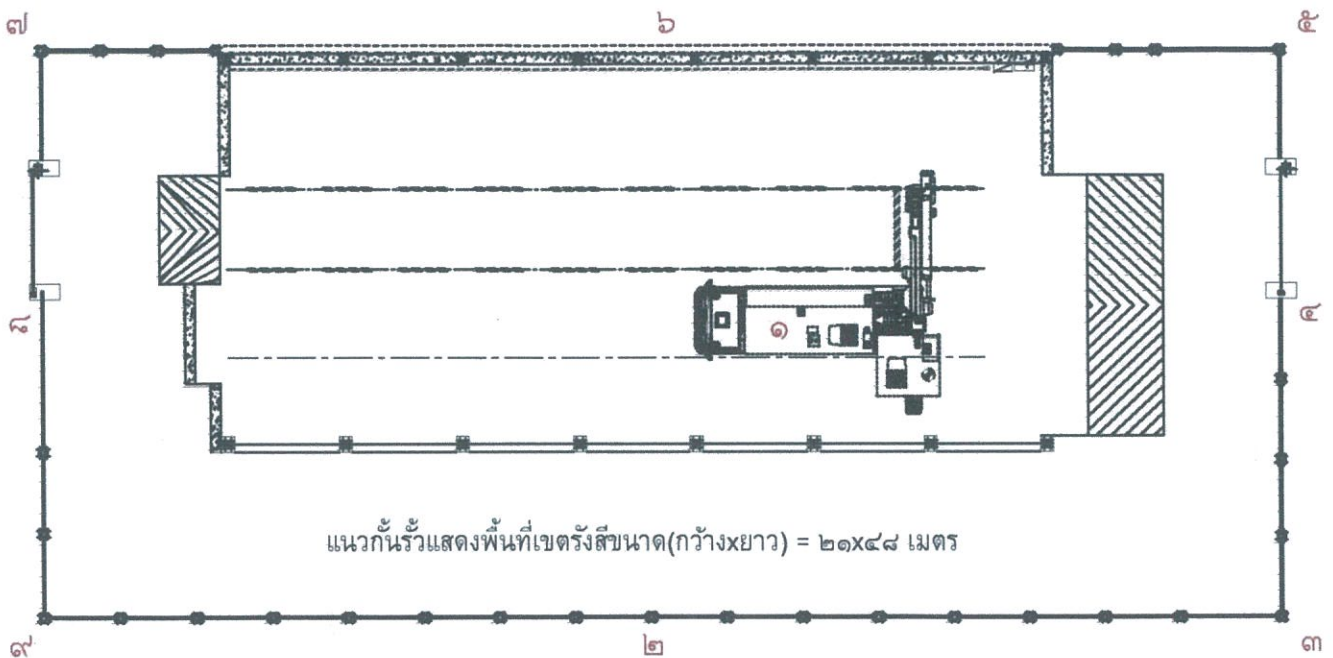 ๗ ๖ ๕
๑
๘ ๔
แนวกั้นรั้วแสดงพื้นที่เขตรังสีขนาด(กว้างxยาว) = ๒๑x๔๘ เมตร
๙ ๒ ๓